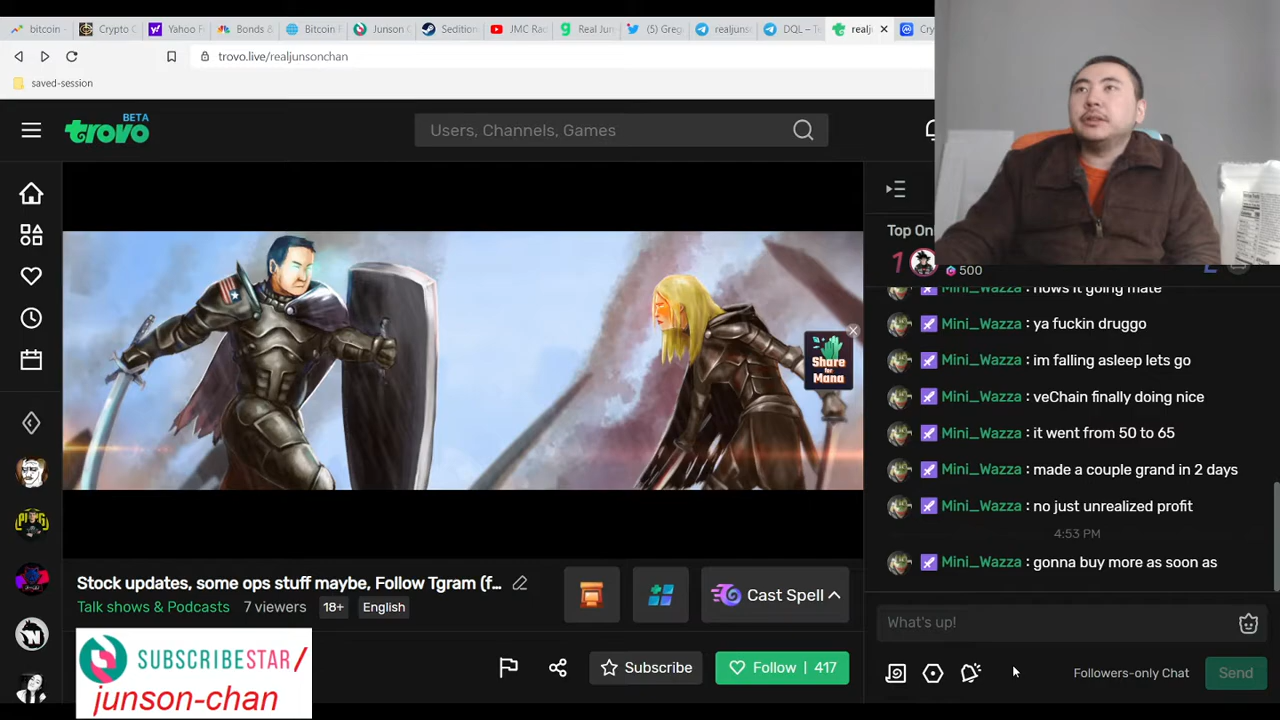 bitcoin
Crypto C
Yahoo F
Bonds &
Bitcoin F
Junson C
Sedition
JMC Rad
Real Jun
(5) Greg
realjuns
DQL – Te
realj
Cry
trovo.live/realjunsonchan
saved-session
BETA
trovo
Users, Channels, Games
Top On
1
500
Mini_Wazza : hows it going mate
Mini_Wazza : ya fuckin druggo
Mini_Wazza : im falling asleep lets go
Mini_Wazza : veChain finally doing nice
Mini_Wazza : it went from 50 to 65
Mini_Wazza : made a couple grand in 2 days
Mini_Wazza : no just unrealized profit
4:53 PM
Mini_Wazza : gonna buy more as soon as
Share
for
Mana
Stock updates, some ops stuff maybe, Follow Tgram (f...
Talk shows & Podcasts 7 viewers 18+ English
Cast Spell
What's up!
SUBSCRIBESTAR/
junson-chan
Subscribe
Follow | 417
Followers-only Chat
Send